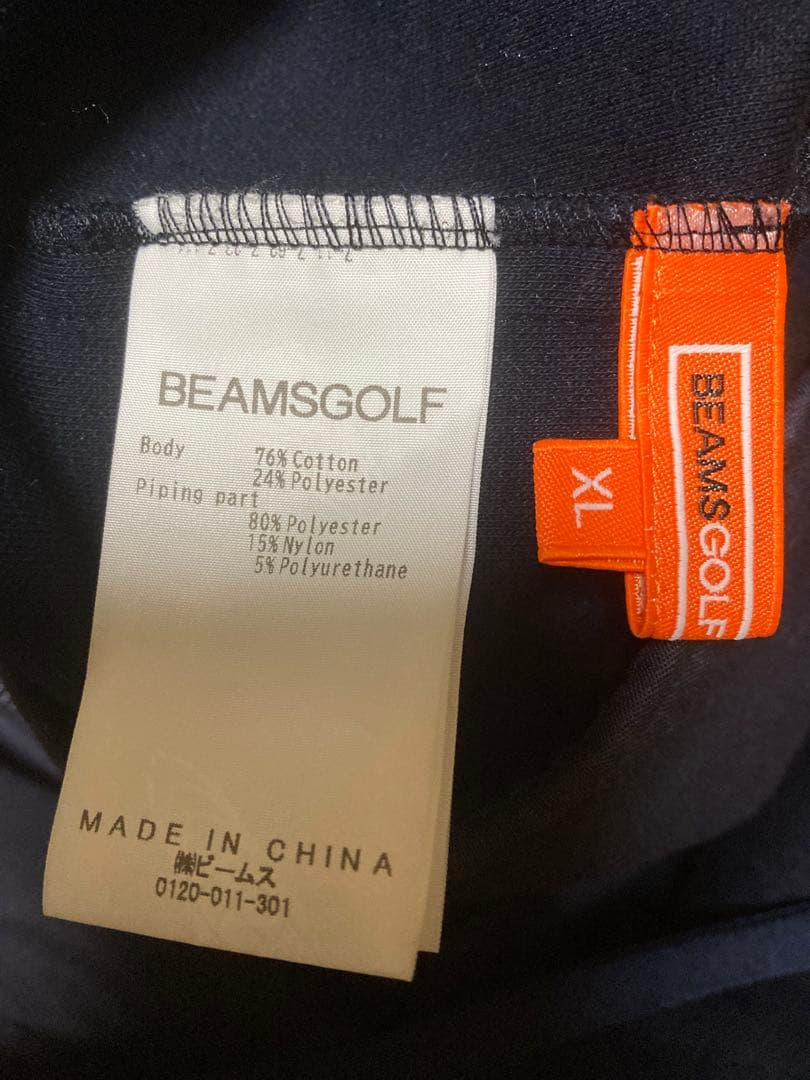 BEAMSGOLF
Body 76% Cotton
24% Polyester
Piping part
80% Polyester
15% Nylon
5% Polyurethane
MADE IN CHINA
㈱ビームス
0120-011-301
XL
BEAMSGOLF